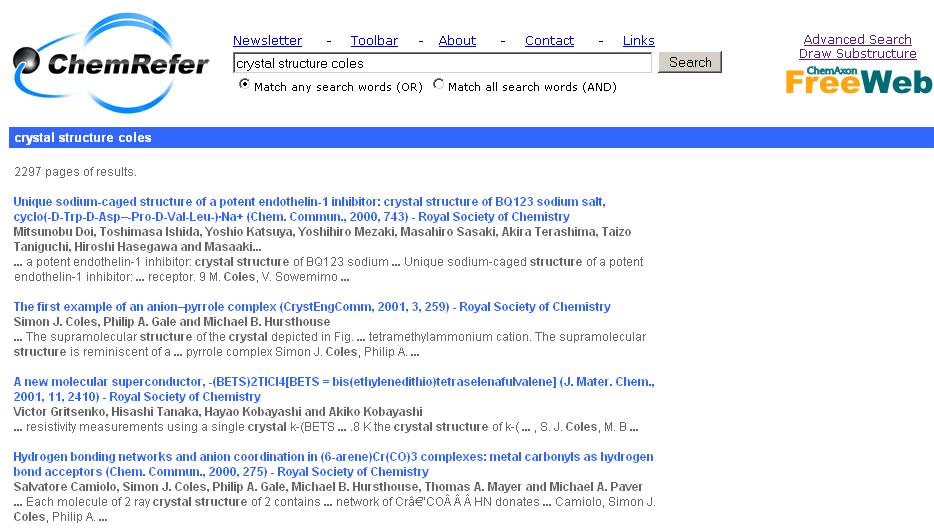 ChemRefer
Newsletter - Toolbar - About - Contact - Links
crystal structure coles Search
Match any search words (OR) Match all search words (AND)
Advanced Search
Draw Substructure
ChemAxon
FreeWeb
crystal structure coles
2297 pages of results.
Unique sodium-caged structure of a potent endothelin-1 inhibitor: crystal structure of BQ123 sodium salt,
cyclo(-D-Trp-D-Asp–-Pro-D-Val-Leu-)·Na+ (Chem. Commun., 2000, 743) - Royal Society of Chemistry
Mitsunobu Doi, Toshimasa Ishida, Yoshio Katsuya, Yoshihiro Mezaki, Masahiro Sasaki, Akira Terashima, Taizo
Taniguchi, Hiroshi Hasegawa and Masaaki...
... a potent endothelin-1 inhibitor: crystal structure of BQ123 sodium ... Unique sodium-caged structure of a potent
endothelin-1 inhibitor: ... receptor. 9 M. Coles, V. Sowemimo ...
The first example of an anion–pyrrole complex (CrystEngComm, 2001, 3, 259) - Royal Society of Chemistry
Simon J. Coles, Philip A. Gale and Michael B. Hursthouse
... The supramolecular structure of the crystal depicted in Fig. ... tetramethylammonium cation. The supramolecular
structure is reminiscent of a ... pyrrole complex Simon J. Coles, Philip A. ...
A new molecular superconductor, -(BETS)2TlCl4[BETS = bis(ethylenedithio)tetraselenafulvalene] (J. Mater. Chem.,
2001, 11, 2410) - Royal Society of Chemistry
Victor Gritsenko, Hisashi Tanaka, Hayao Kobayashi and Akiko Kobayashi
... resistivity measurements using a single crystal k-(BETS ... .8 K the crystal structure of k-( ... , S. J. Coles, M. B ...
Hydrogen bonding networks and anion coordination in (6-arene)Cr(CO)3 complexes: metal carbonyls as hydrogen
bond acceptors (Chem. Commun., 2000, 275) - Royal Society of Chemistry
Salvatore Camiolo, Simon J. Coles, Philip A. Gale, Michael B. Hursthouse, Thomas A. Mayer and Michael A. Paver
... Each molecule of 2 ray crystal structure of 2 contains ... network of Crâ€"COÂ Â Â Â HN donates ... Camiolo, Simon J.
Coles, Philip A. ...